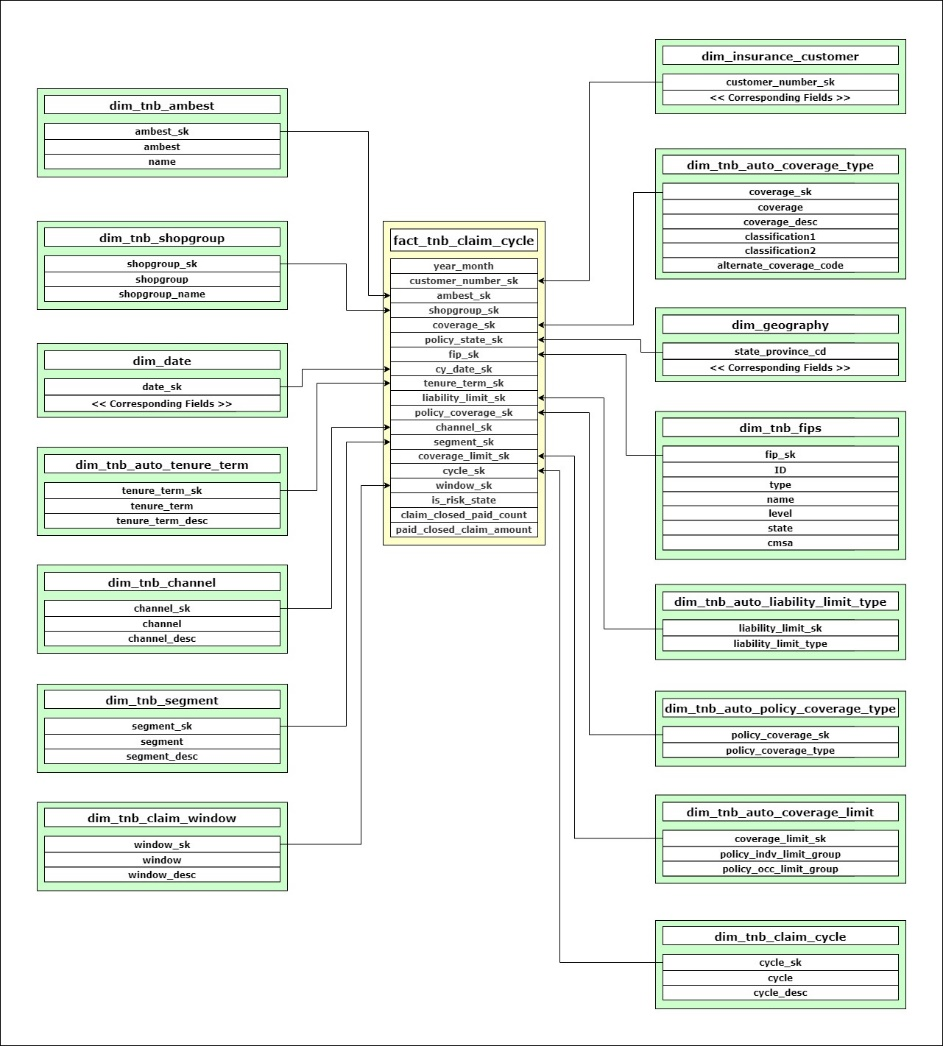 dim_tnb_ambest
ambest_sk
ambest
name
dim_tnb_shopgroup
shopgroup_sk
shopgroup
shopgroup_name
dim_date
date_sk
<< Corresponding Fields >>
dim_tnb_auto_tenure_term
tenure_term_sk
tenure_term
tenure_term_desc
dim_tnb_channel
channel_sk
channel
channel_desc
dim_tnb_segment
segment_sk
segment
segment_desc
dim_tnb_claim_window
window_sk
window
window_desc
fact_tnb_claim_cycle
year_month
customer_number_sk
ambest_sk
shopgroup_sk
coverage_sk
policy_state_sk
fip_sk
cy_date_sk
tenure_term_sk
liability_limit_sk
policy_coverage_sk
channel_sk
segment_sk
coverage_limit_sk
cycle_sk
window_sk
is_risk_state
claim_closed_paid_count
paid_closed_claim_amount
dim_insurance_customer
customer_number_sk
<< Corresponding Fields >>
dim_tnb_auto_coverage_type
coverage_sk
coverage
coverage_desc
classification1
classification2
alternate_coverage_code
dim_geography
state_province_cd
<< Corresponding Fields >>
dim_tnb_fips
fip_sk
ID
type
name
level
state
cmsa
dim_tnb_auto_liability_limit_type
liability_limit_sk
liability_limit_type
dim_tnb_auto_policy_coverage_type
policy_coverage_sk
policy_coverage_type
dim_tnb_auto_coverage_limit
coverage_limit_sk
policy_indv_limit_group
policy_occ_limit_group
dim_tnb_claim_cycle
cycle_sk
cycle
cycle_desc